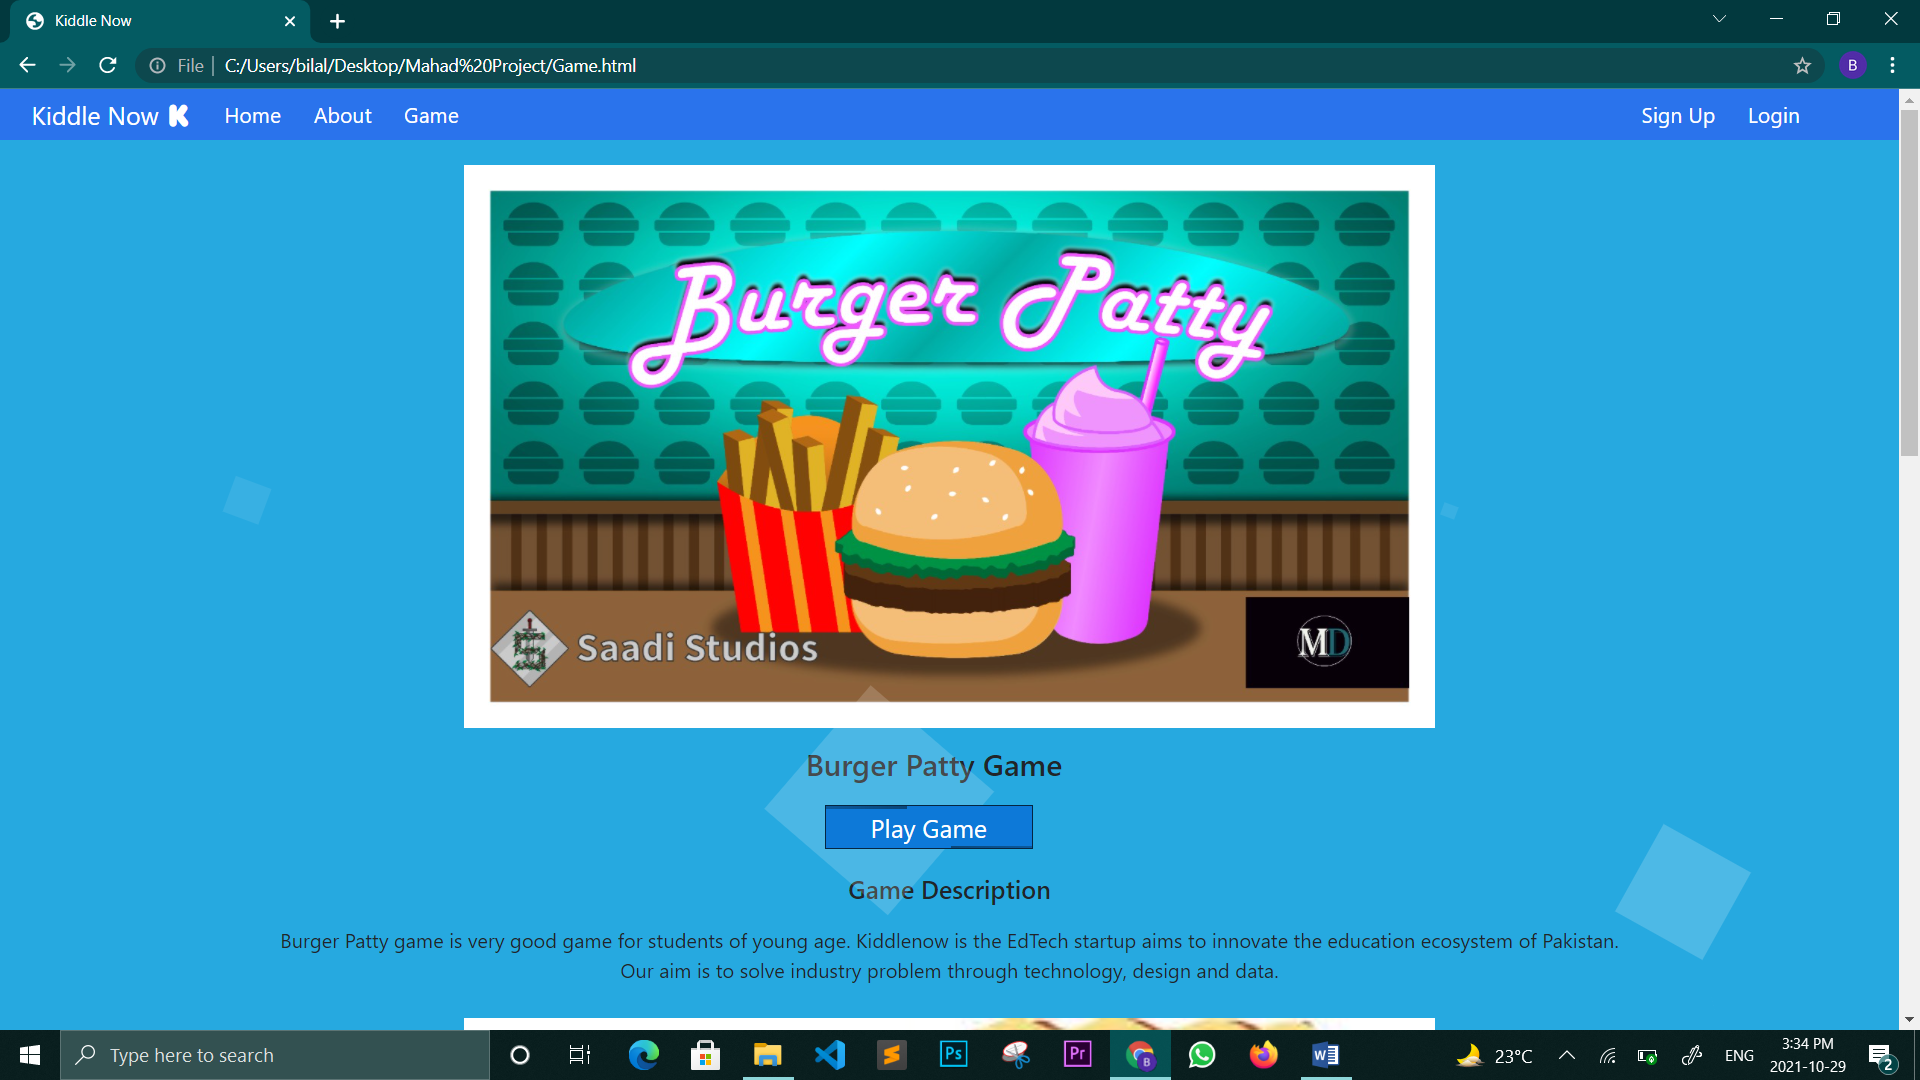 Kiddle Now
File
C:/Users/bilal/Desktop/Mahad%20Project/Game.html
B
Kiddle Now K
Home
About
Game
Sign Up
Login
Burger Patty
S Saadi Studios
MD
Burger Patty Game
Play Game
Game Description
Burger Patty game is very good game for students of young age. Kiddlenow is the EdTech startup aims to innovate the education ecosystem of Pakistan.
Our aim is to solve industry problem through technology, design and data.
Type here to search
Ps
Pr
B
W
23°C
ENG
3:34 PM
2021-10-29
2